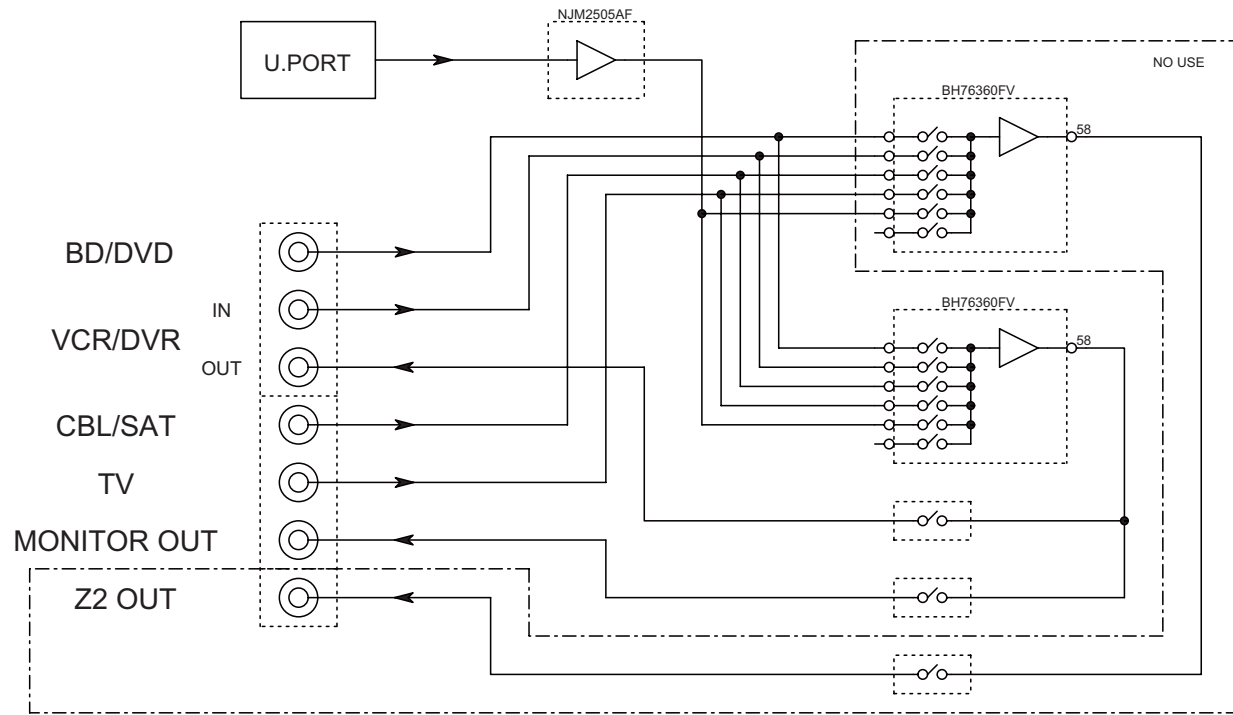 NJM2505AF
U.PORT
NO USE
BH76360FV
58
BD/DVD
IN
VCR/DVR
OUT
BH76360FV
58
CBL/SAT
TV
MONITOR OUT
Z2 OUT